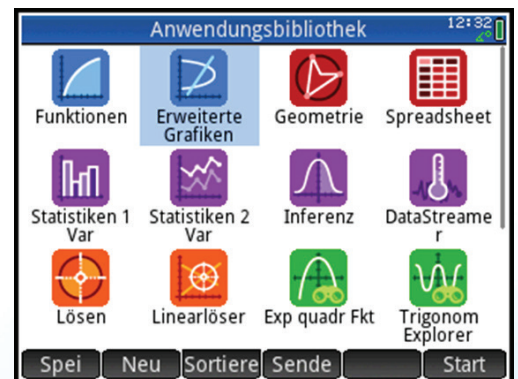 Anwendungsbibliothek 12:32
Funktionen Erweiterte Geometrie Spreadsheet
Grafiken
Statistiken 1 Statistiken 2 Inferenz DataStreame
Var Var r
Lösen Linearlöser Exp quadr Fkt Trigonom
Explorer
Spei Neu Sortiere Sende Start